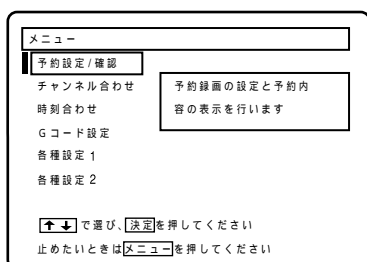 メニュー
予約設定/確認
チャンネル合わせ
予約録画の設定と予約内
時刻合わせ
容の表示を行います
Gコード設定
各種設定1
各種設定2
↑↓で選び、決定を押してください
止めたいときはメニューを押してください